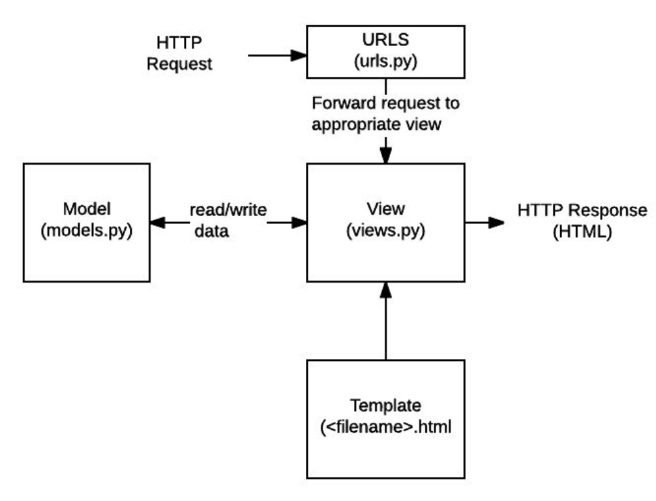 HTTP
Request
URLS
(urls.py)
Forward request to
appropriate view
Model
(models.py)
read/write
data
View
(views.py)
HTTP Response
(HTML)
Template
(<filename>.html